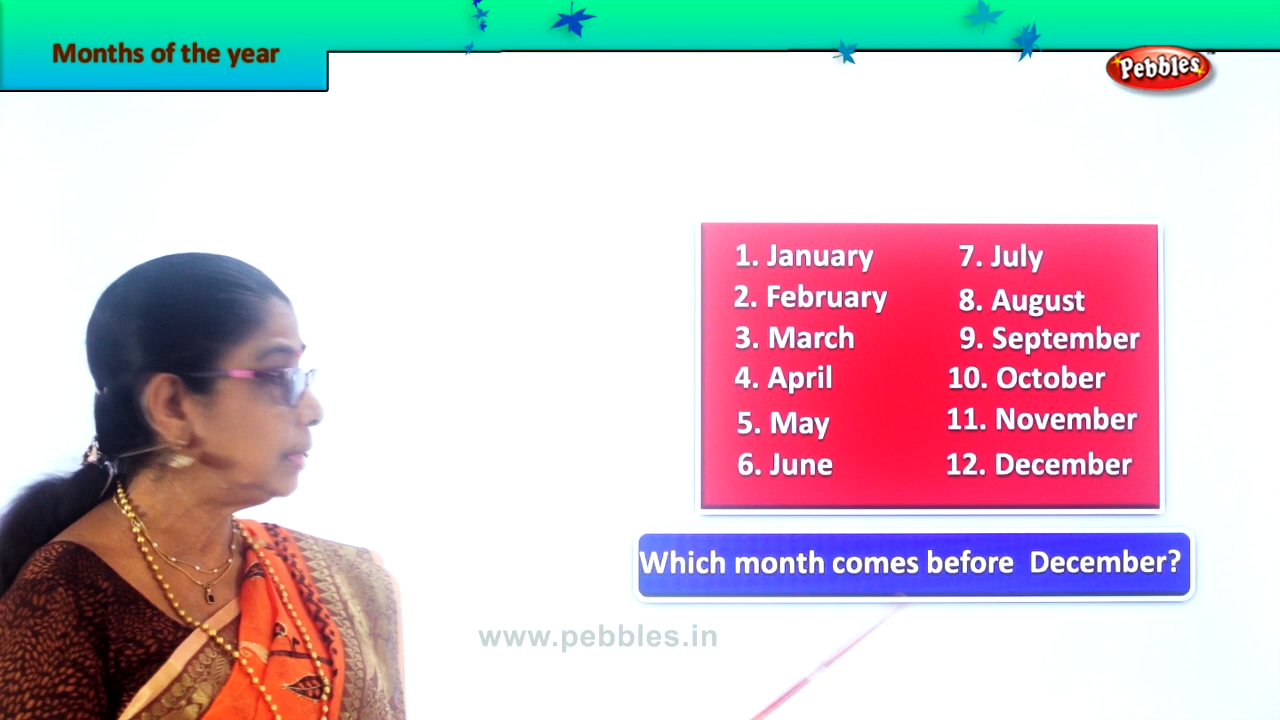 Months of the year
Pebbles
1. January
2. February
3. March
4. April
5. May
6. June
7. July
8. August
9. September
10. October
11. November
12. December
Which month comes before December?
www.pebbles.in